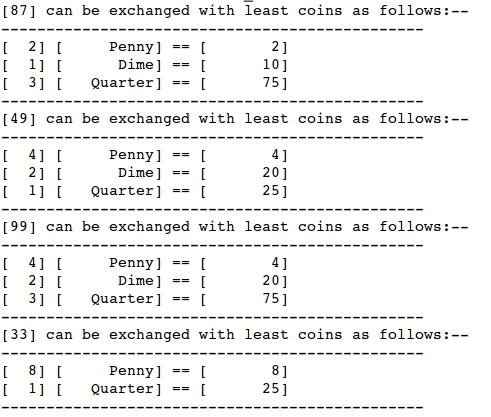 [87] can be exchanged with least coins as follows:--
-----------------------------------------------
[  2] [     Penny] == [       2]
[  1] [      Dime] == [      10]
[  3] [   Quarter] == [      75]
-----------------------------------------------
[49] can be exchanged with least coins as follows:--
-----------------------------------------------
[  4] [     Penny] == [       4]
[  2] [      Dime] == [      20]
[  1] [   Quarter] == [      25]
-----------------------------------------------
[99] can be exchanged with least coins as follows:--
-----------------------------------------------
[  4] [     Penny] == [       4]
[  2] [      Dime] == [      20]
[  3] [   Quarter] == [      75]
-----------------------------------------------
[33] can be exchanged with least coins as follows:--
-----------------------------------------------
[  8] [     Penny] == [       8]
[  1] [   Quarter] == [      25]
-----------------------------------------------